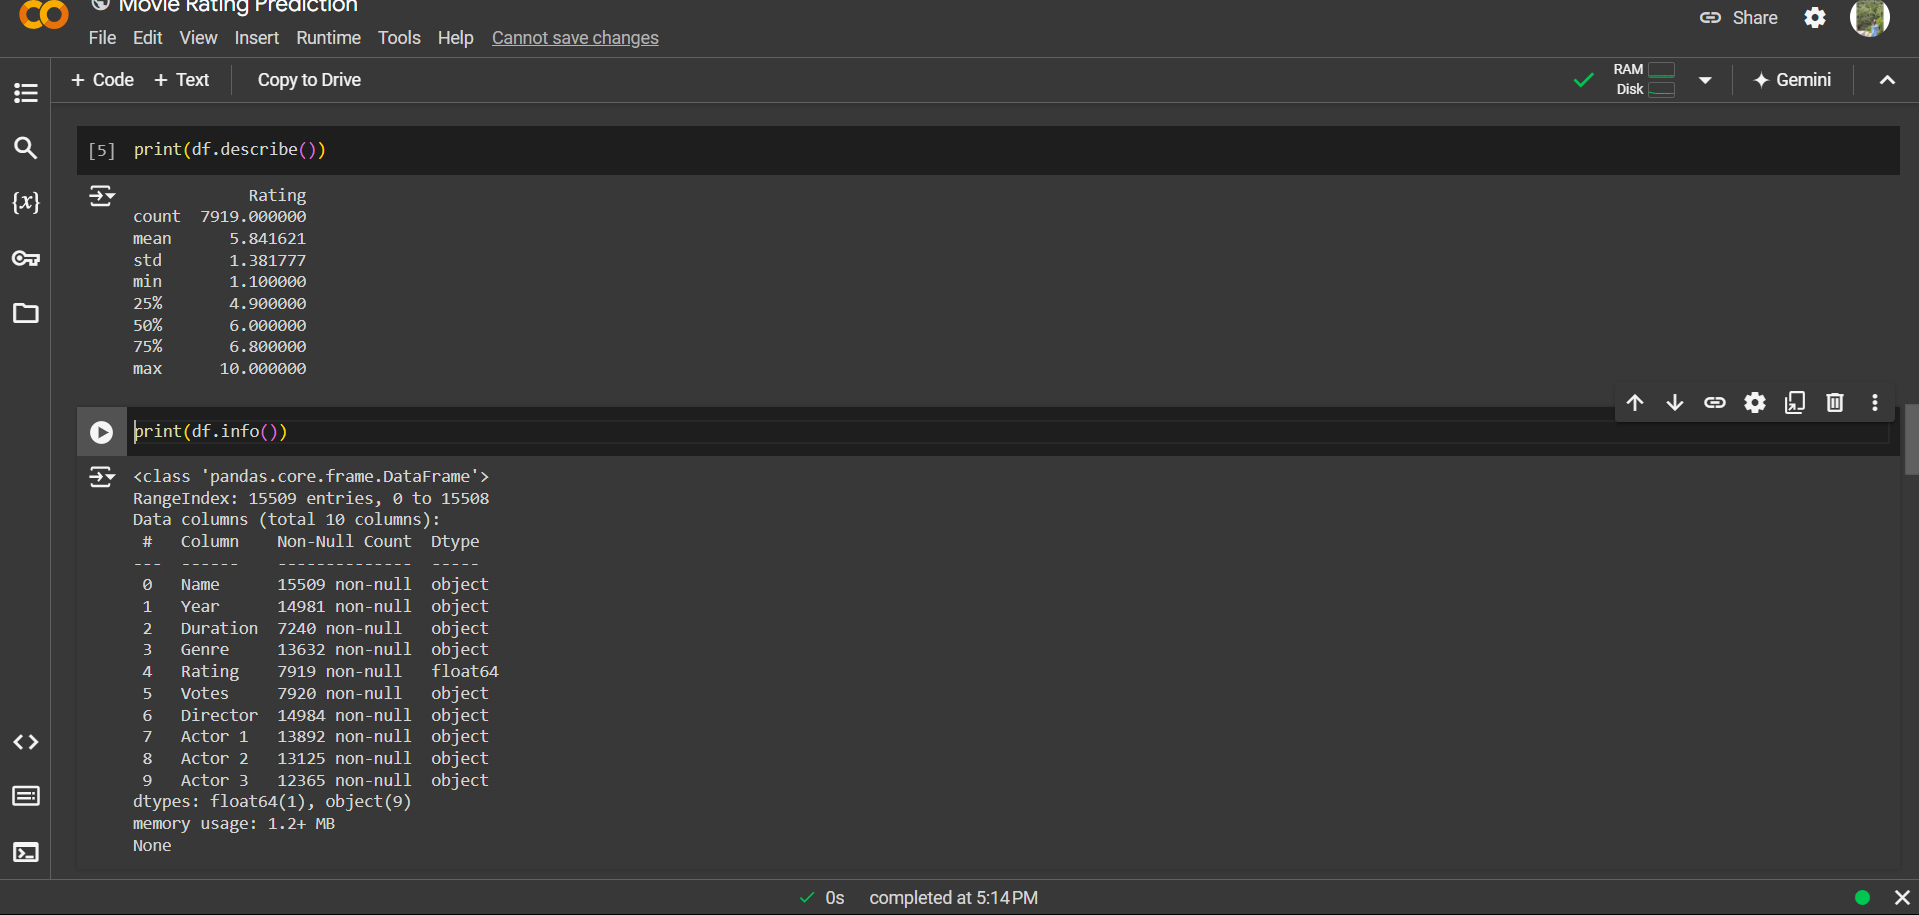 Movie Rating Prediction
File Edit View Insert Runtime Tools Help Cannot save changes
Share
+ Code + Text Copy to Drive
RAM
Disk
Gemini
[5] print(df.describe())
Rating
count 7919.000000
mean 5.841621
std 1.381777
min 1.100000
25% 4.900000
50% 6.000000
75% 6.800000
max 10.000000
print(df.info())
<class 'pandas.core.frame.DataFrame'>
RangeIndex: 15509 entries, 0 to 15508
Data columns (total 10 columns):
# Column Non-Null Count Dtype
--- ------ -------------- -----
0 Name 15509 non-null object
1 Year 14981 non-null object
2 Duration 7240 non-null object
3 Genre 13632 non-null object
4 Rating 7919 non-null float64
5 Votes 7920 non-null object
6 Director 14984 non-null object
7 Actor 1 13892 non-null object
8 Actor 2 13125 non-null object
9 Actor 3 12365 non-null object
dtypes: float64(1), object(9)
memory usage: 1.2+ MB
None
{x}
0s completed at 5:14 PM